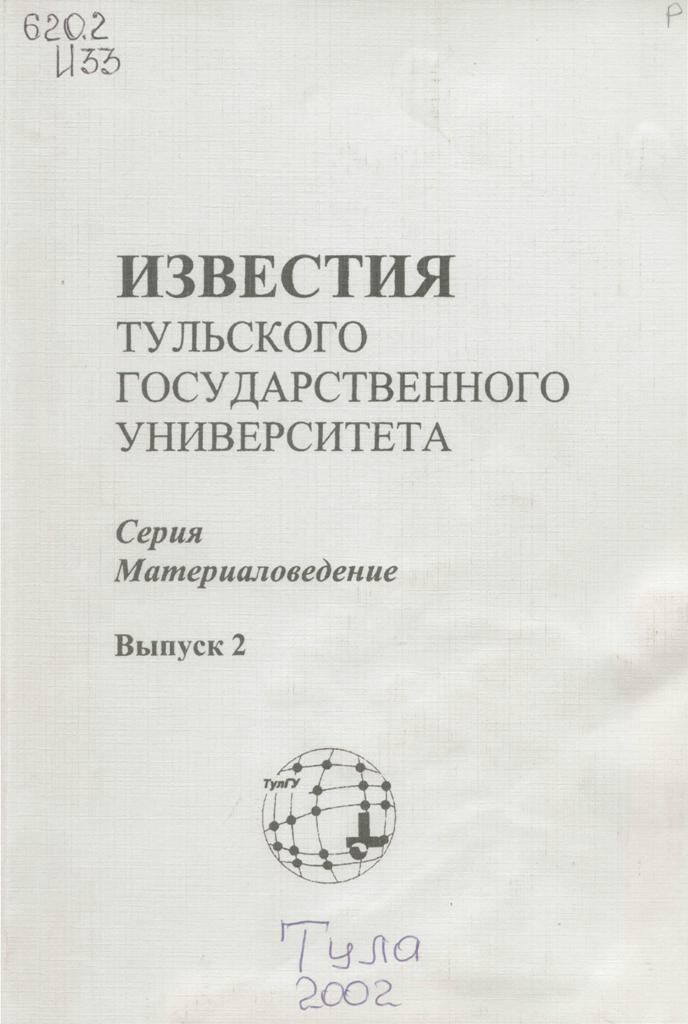 620.2
И33
Р
ИЗВЕСТИЯ
ТУЛЬСКОГО
ГОСУДАРСТВЕННОГО
УНИВЕРСИТЕТА
Серия
Материаловедение
Выпуск 2
ТулГУ
Тула
2002